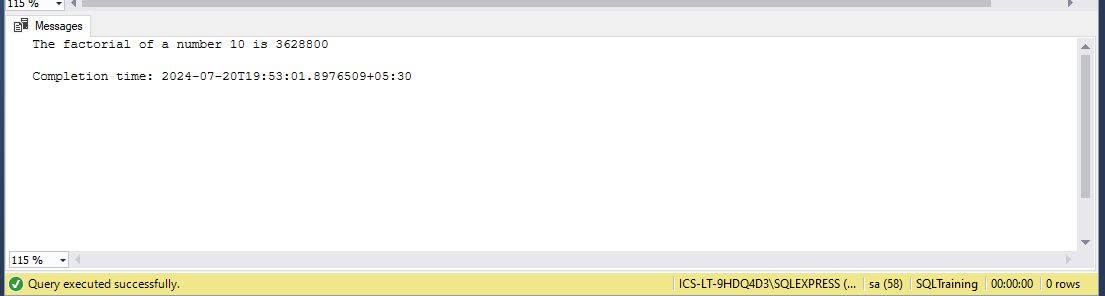 115 %
Messages
The factorial of a number 10 is 3628800
Completion time: 2024-07-20T19:53:01.8976509+05:30
115 %
Query executed successfully.
ICS-LT-9HDQ4D3\SQLEXPRESS (... sa (58) SQLTraining 00:00:00 0 rows